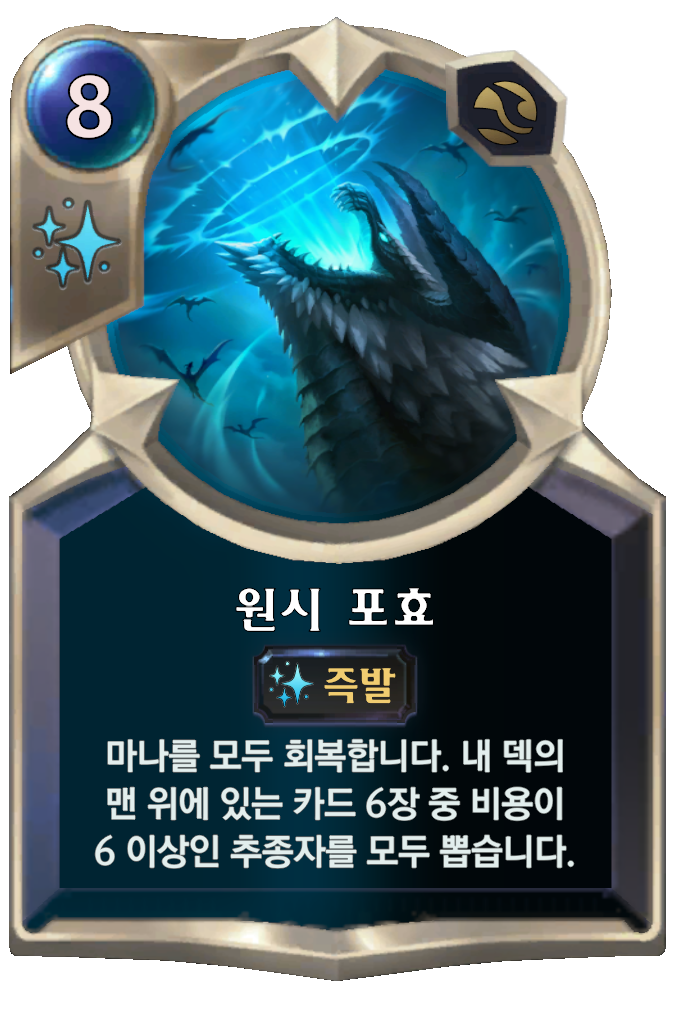 8
원시 포효
즉발
마나를 모두 회복합니다. 내 덱의
맨 위에 있는 카드 6장 중 비용이
6 이상인 추종자를 모두 뽑습니다.